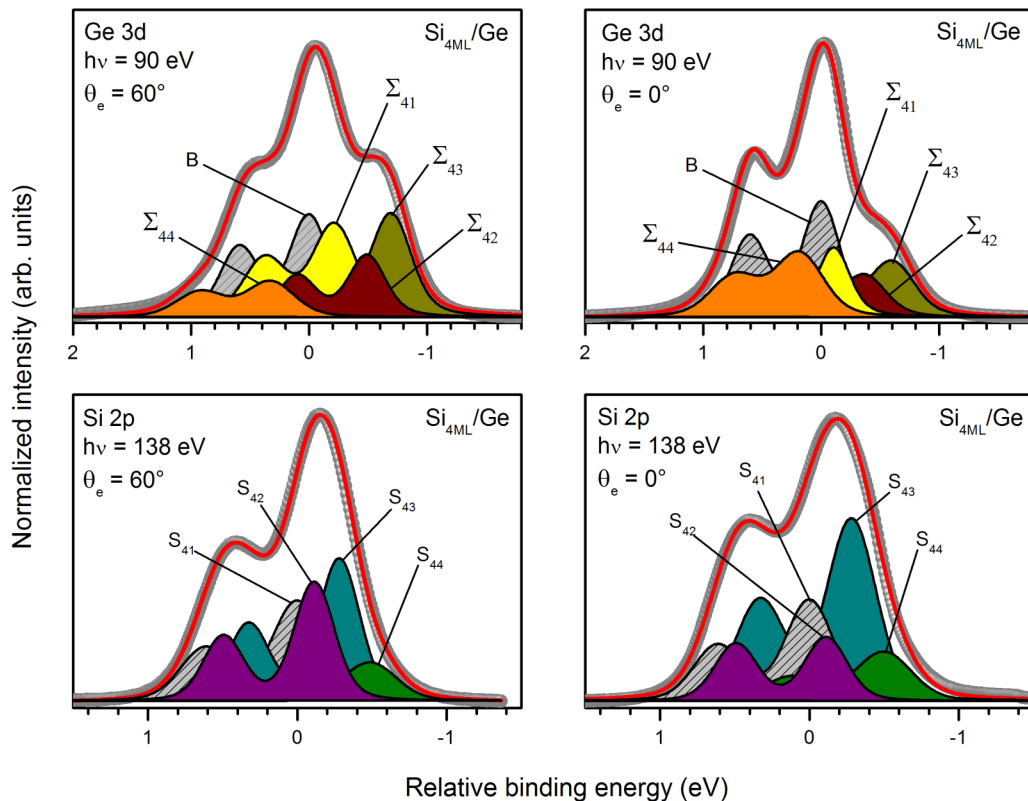 Ge 3d
hν = 90 eV
θₑ = 60°
Si₄ML/Ge
B
Σ₄₁
Σ₄₃
Σ₄₄
Σ₄₂
2 1 0 -1
Ge 3d
hν = 90 eV
θₑ = 0°
Si₄ML/Ge
Σ₄₁
B
Σ₄₃
Σ₄₄
Σ₄₂
1 0 -1
Si 2p
hν = 138 eV
θₑ = 60°
Si₄ML/Ge
S₄₂
S₄₃
S₄₁
S₄₄
1 0 -1
Si 2p
hν = 138 eV
θₑ = 0°
Si₄ML/Ge
S₄₁
S₄₃
S₄₂
S₄₄
1 0 -1
Normalized intensity (arb. units)
Relative binding energy (eV)